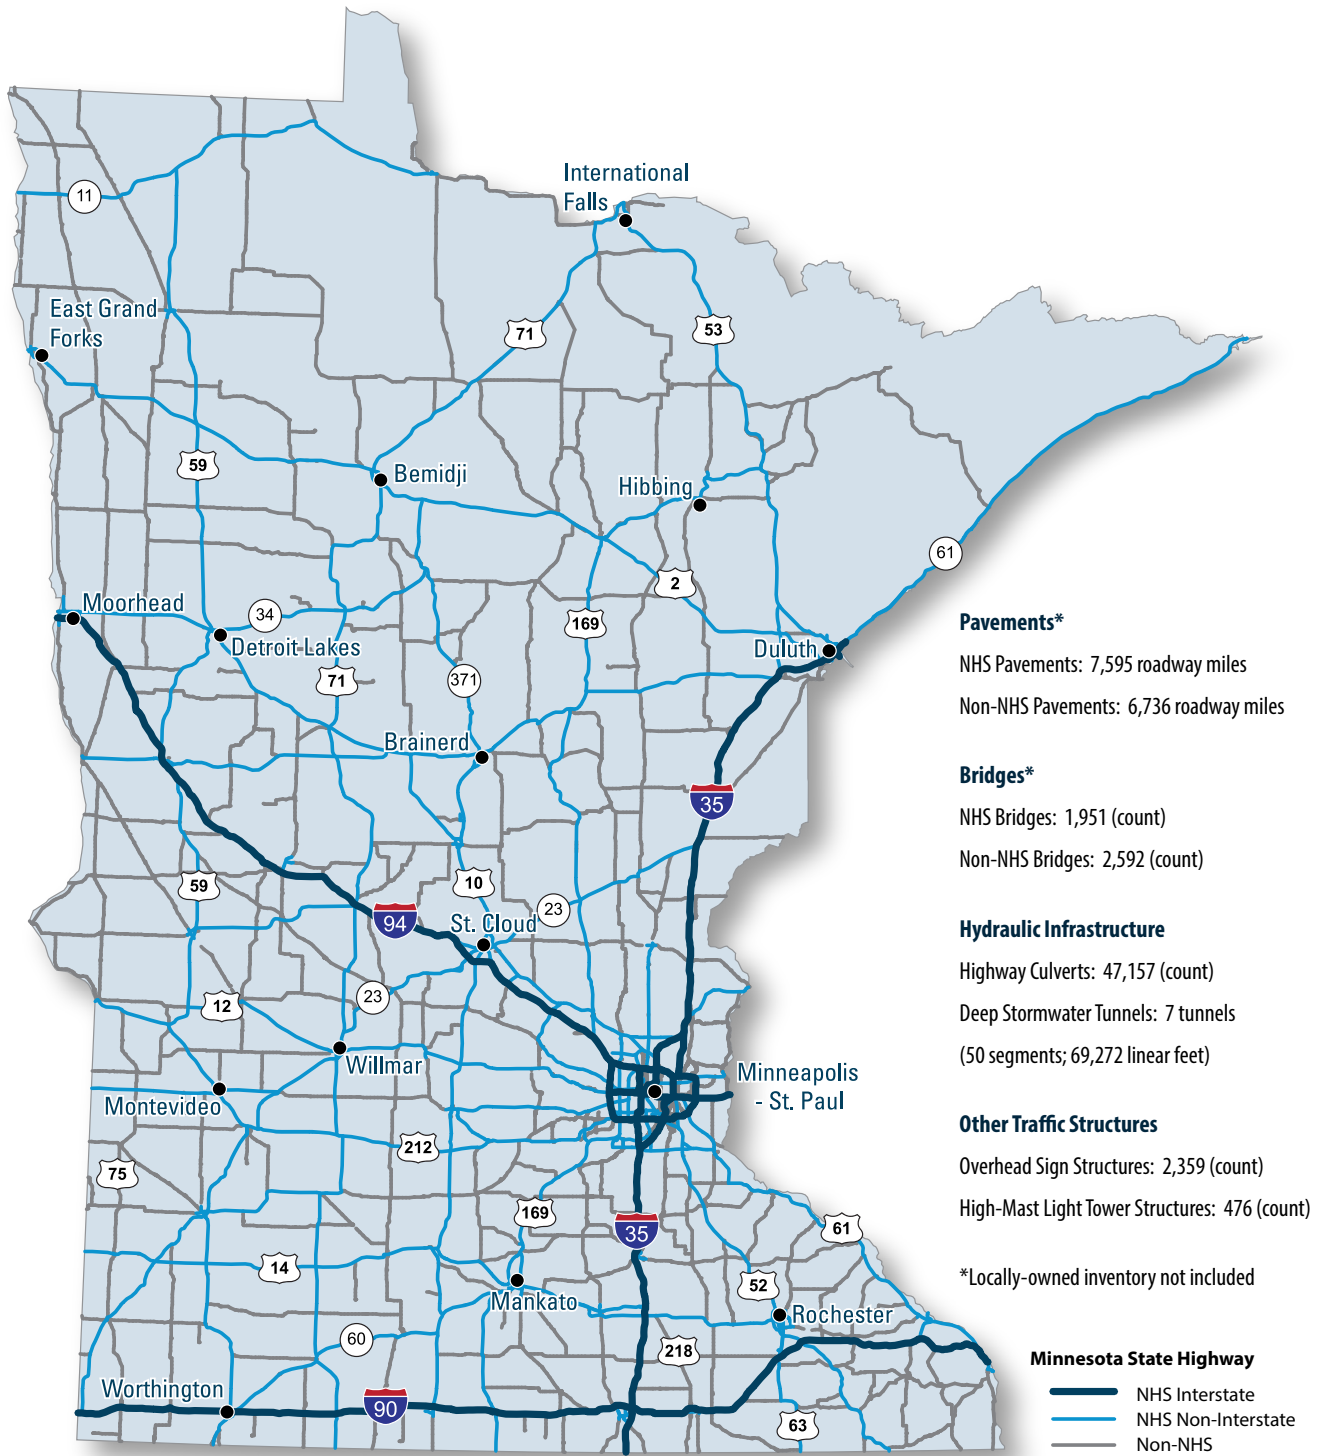 International
Falls
11
East Grand
Forks
71
53
59
Bemidji
Hibbing
61
2
Moorhead
34
169
Detroit Lakes
Duluth
71
371
Brainerd
35
59
10
94
23
St. Cloud
23
12
Willmar
Montevideo
Minneapolis
- St. Paul
212
75
169
35
61
14
52
Mankato
Rochester
60
218
Worthington
90
63
Pavements*
NHS Pavements: 7,595 roadway miles
Non-NHS Pavements: 6,736 roadway miles
Bridges*
NHS Bridges: 1,951 (count)
Non-NHS Bridges: 2,592 (count)
Hydraulic Infrastructure
Highway Culverts: 47,157 (count)
Deep Stormwater Tunnels: 7 tunnels
(50 segments; 69,272 linear feet)
Other Traffic Structures
Overhead Sign Structures: 2,359 (count)
High-Mast Light Tower Structures: 476 (count)
*Locally-owned inventory not included
Minnesota State Highway
NHS Interstate
NHS Non-Interstate
Non-NHS